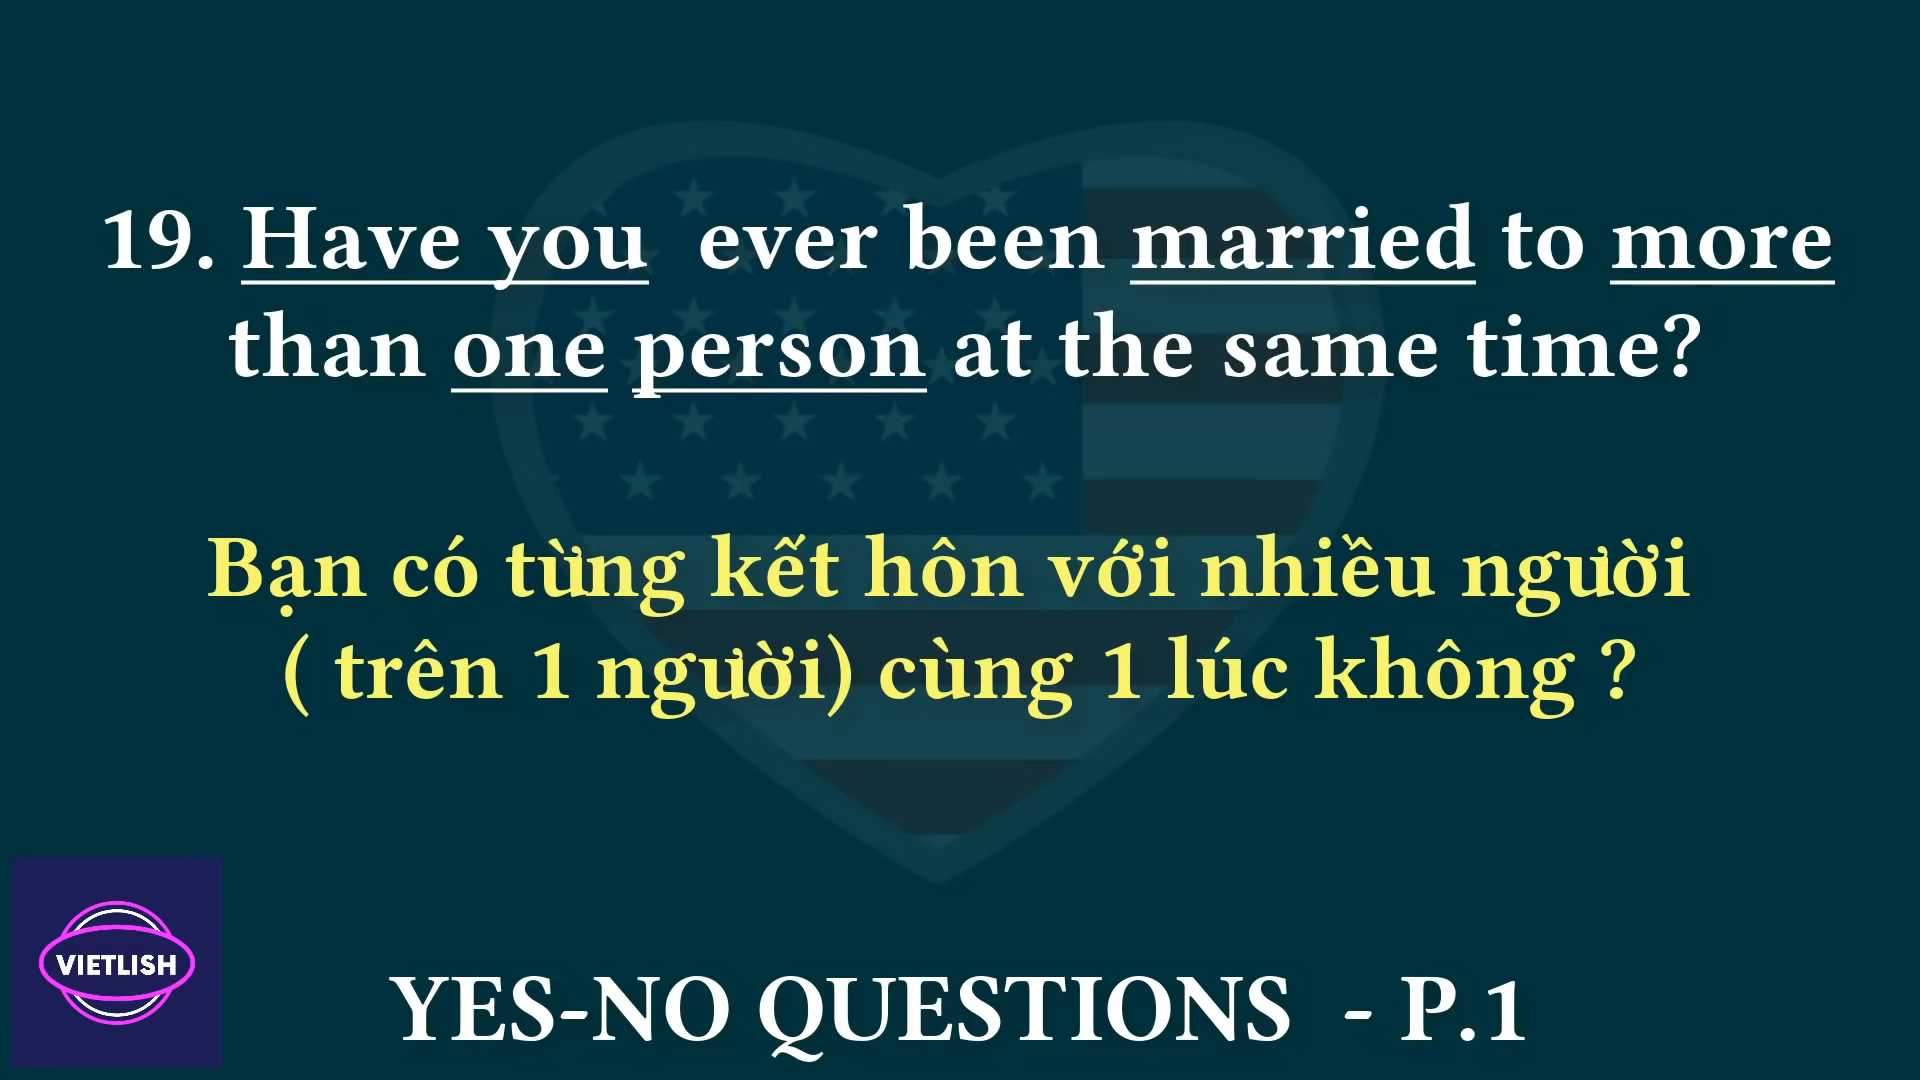 19. Have you ever been married to more
than one person at the same time?
Bạn có từng kết hôn với nhiều người
( trên 1 người) cùng 1 lúc không ?
VIETLISH
YES-NO QUESTIONS - P.1